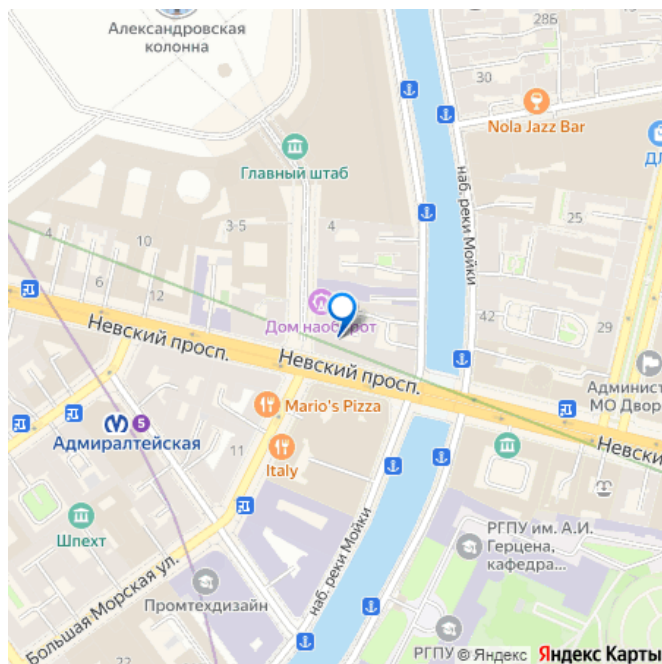 Александровская
колонна
28Б
30
Nola Jazz Bar
ДЛ
Главный штаб
наб. реки Мойки
25
3-5
4
4
10
6
12
Дом наоборот
42
29
Невский просп.
Невский просп.
Админист
МО Двор
Mario's Pizza
Невски
5
Адмиралтейская
11
Italy
Шпехт
РГПУ им. А.И.
Герцена,
кафедра...
наб. реки Мойки
Промтехдизайн
Большая Морская ул.
22
РГПУ
© Яндекс
Яндекс Карты